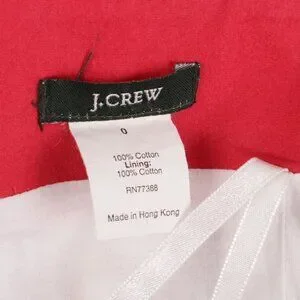 J.CREW
0
100% Cotton
Lining:
100% Cotton
RN77388
Made in Hong Kong